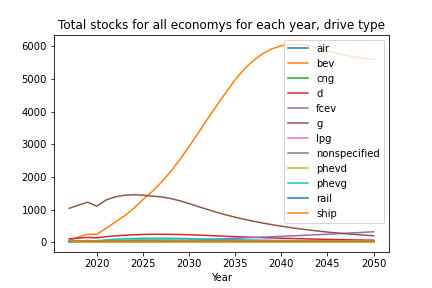 Total stocks for all economys for each year, drive type
6000
5000
4000
3000
2000
1000
0
air
bev
cng
d
fcev
g
lpg
nonspecified
phevd
phevg
rail
ship
2020
2025
2030
2035
2040
2045
2050
Year